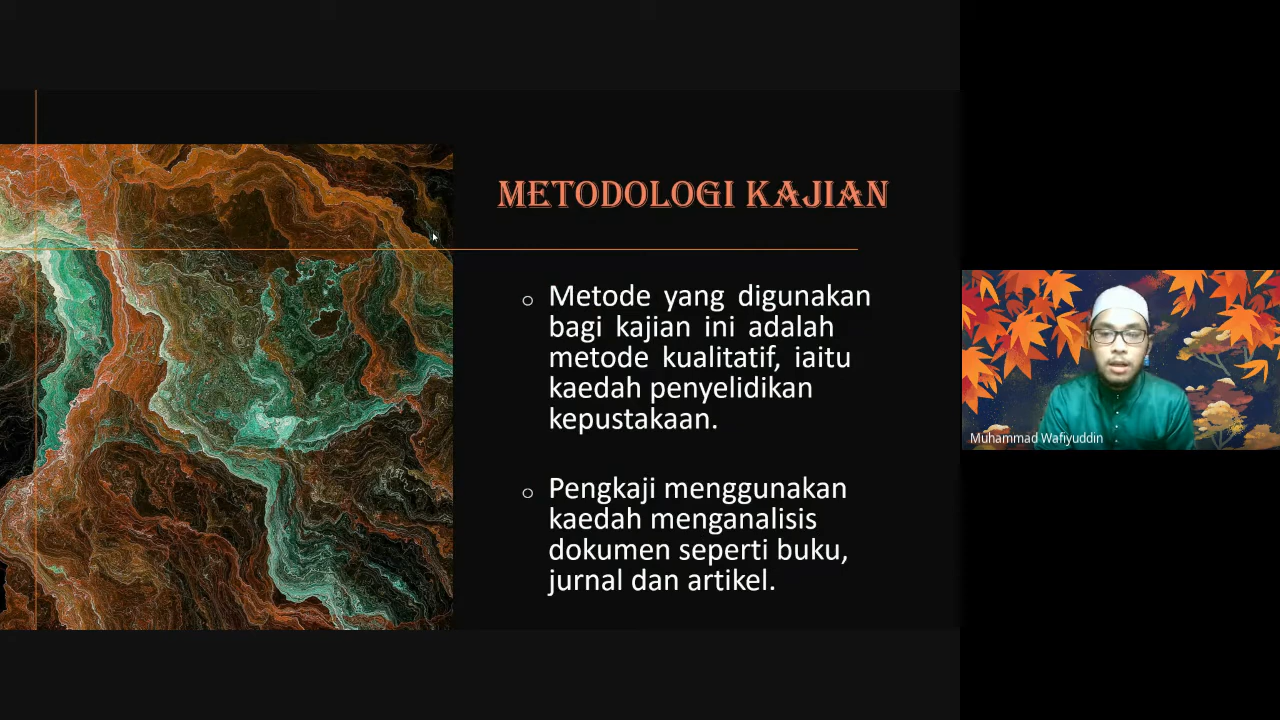 METODOLOGI KAJIAN
o Metode yang digunakan
bagi kajian ini adalah
metode kualitatif, iaitu
kaedah penyelidikan
kepustakaan.
o Pengkaji menggunakan
kaedah menganalisis
dokumen seperti buku,
jurnal dan artikel.
Muhammad Wafiyuddin